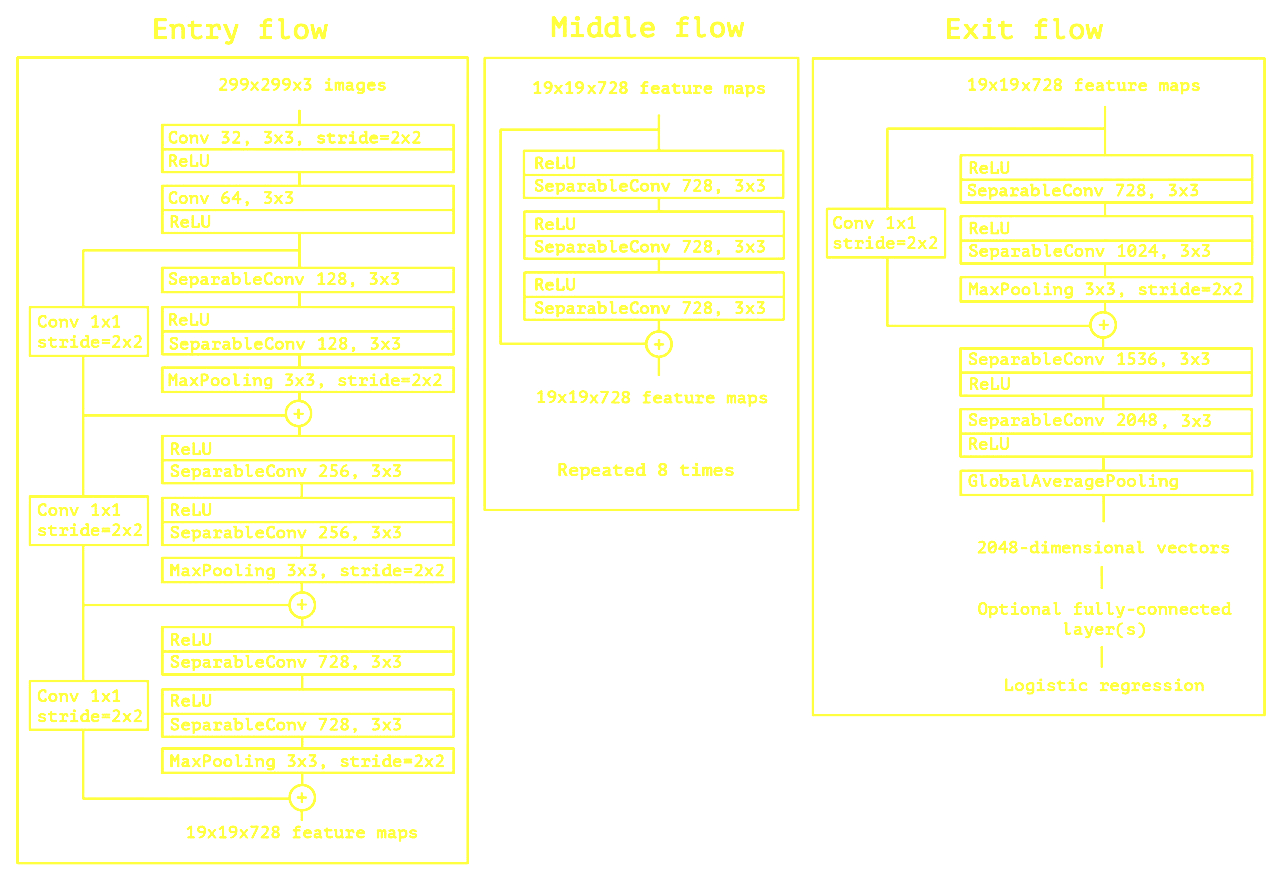 Entry flow
299x299x3 images
Conv 32, 3x3, stride=2x2
ReLU
Conv 64, 3x3
ReLU
SeparableConv 128, 3x3
Conv 1x1
stride=2x2
ReLU
SeparableConv 128, 3x3
MaxPooling 3x3, stride=2x2
+
ReLU
SeparableConv 256, 3x3
Conv 1x1
stride=2x2
ReLU
SeparableConv 256, 3x3
MaxPooling 3x3, stride=2x2
+
ReLU
SeparableConv 728, 3x3
Conv 1x1
stride=2x2
ReLU
SeparableConv 728, 3x3
MaxPooling 3x3, stride=2x2
+
19x19x728 feature maps
Middle flow
19x19x728 feature maps
ReLU
SeparableConv 728, 3x3
ReLU
SeparableConv 728, 3x3
ReLU
SeparableConv 728, 3x3
+
19x19x728 feature maps
Repeated 8 times
Exit flow
19x19x728 feature maps
ReLU
SeparableConv 728, 3x3
Conv 1x1
stride=2x2
ReLU
SeparableConv 1024, 3x3
MaxPooling 3x3, stride=2x2
+
SeparableConv 1536, 3x3
ReLU
SeparableConv 2048, 3x3
ReLU
GlobalAveragePooling
2048-dimensional vectors
Optional fully-connected
layer(s)
Logistic regression